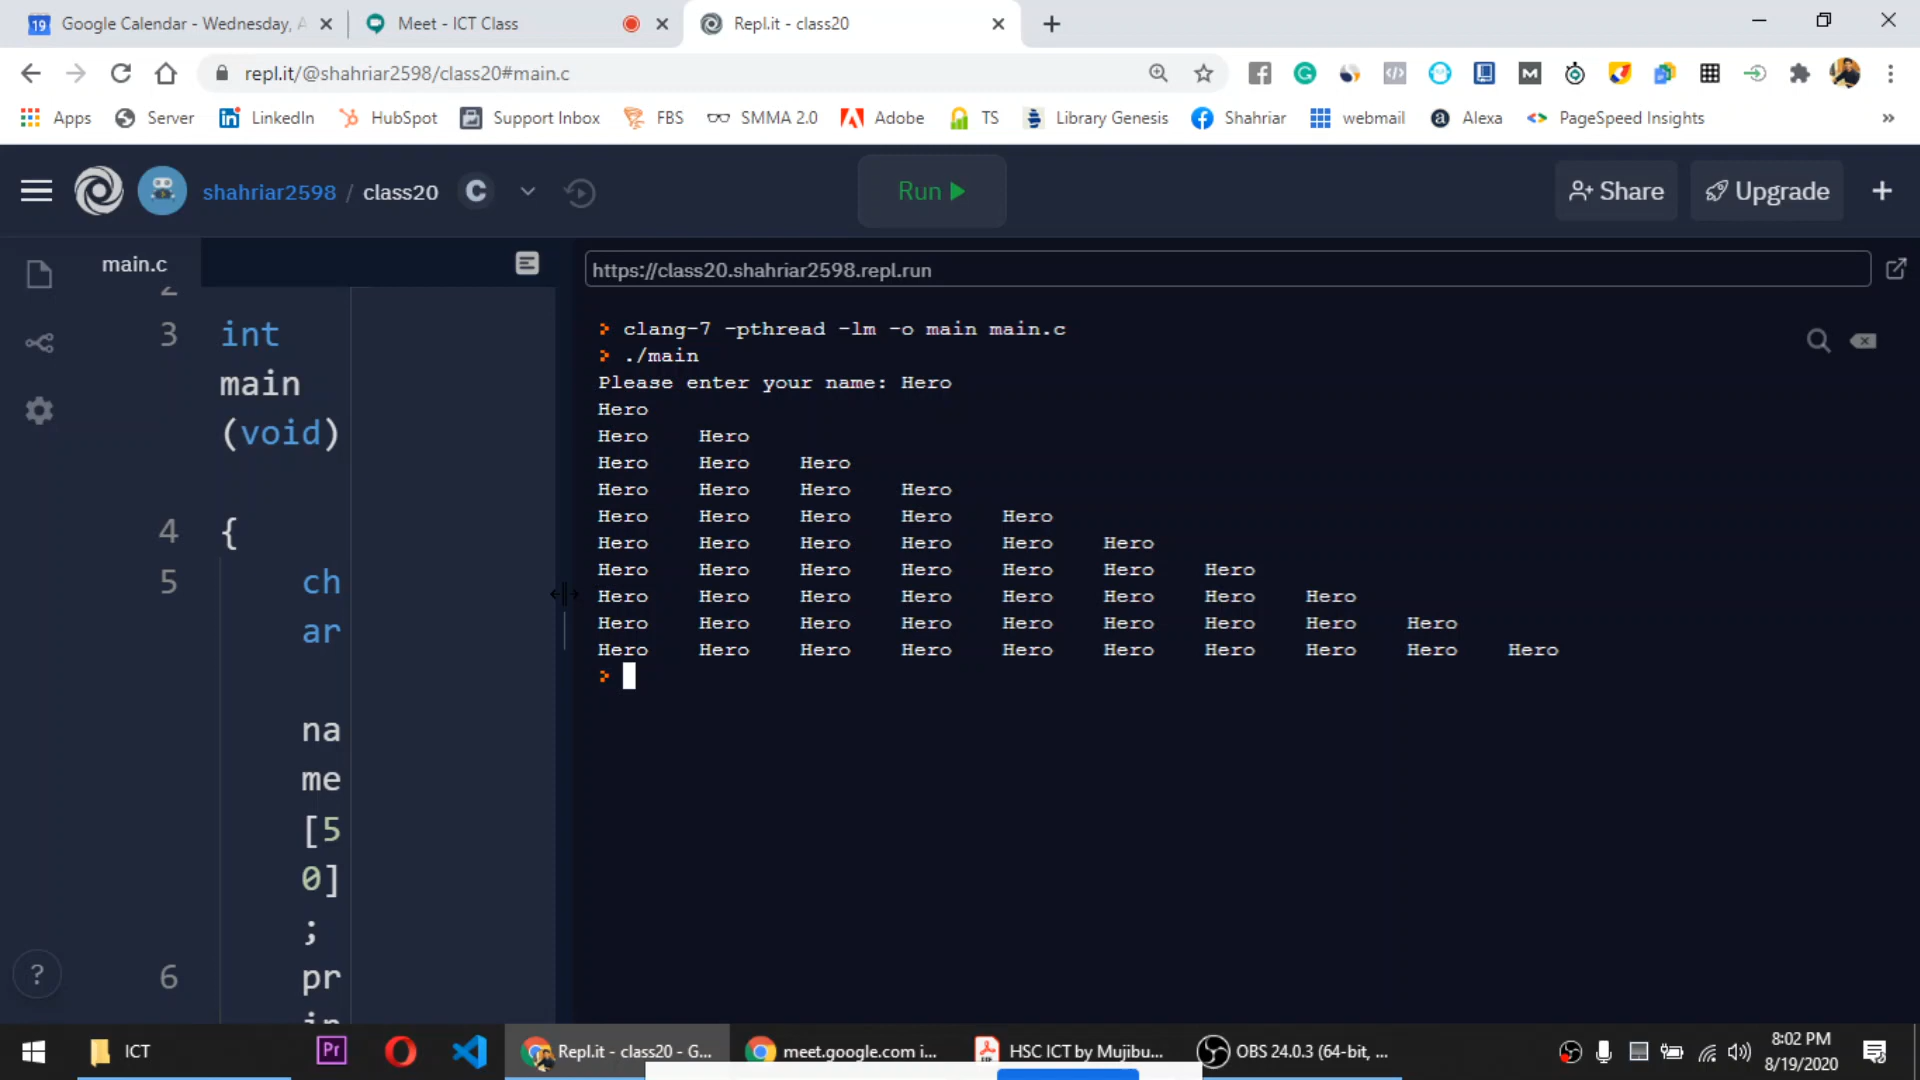 Google Calendar - Wednesday, A
Meet - ICT Class
Repl.it - class20
repl.it/@shahriar2598/class20#main.c
Apps
Server
LinkedIn
HubSpot
Support Inbox
FBS
SMMA 2.0
Adobe
TS
Library Genesis
Shahriar
webmail
Alexa
PageSpeed Insights
shahriar2598 / class20
C
Run
Share
Upgrade
main.c
https://class20.shahriar2598.repl.run
2
3 int
main
(void)
4 {
5 ch
ar
na
me
[5
0]
;
6 pr
in
> clang-7 -pthread -lm -o main main.c
> ./main
Please enter your name: Hero
Hero
Hero Hero
Hero Hero Hero
Hero Hero Hero Hero
Hero Hero Hero Hero Hero
Hero Hero Hero Hero Hero Hero
Hero Hero Hero Hero Hero Hero Hero
Hero Hero Hero Hero Hero Hero Hero Hero
Hero Hero Hero Hero Hero Hero Hero Hero Hero
Hero Hero Hero Hero Hero Hero Hero Hero Hero Hero
>
?
ICT
Pr
Repl.it - class20 - G...
meet.google.com i...
HSC ICT by Mujibu...
OBS 24.0.3 (64-bit, ...
8:02 PM
8/19/2020